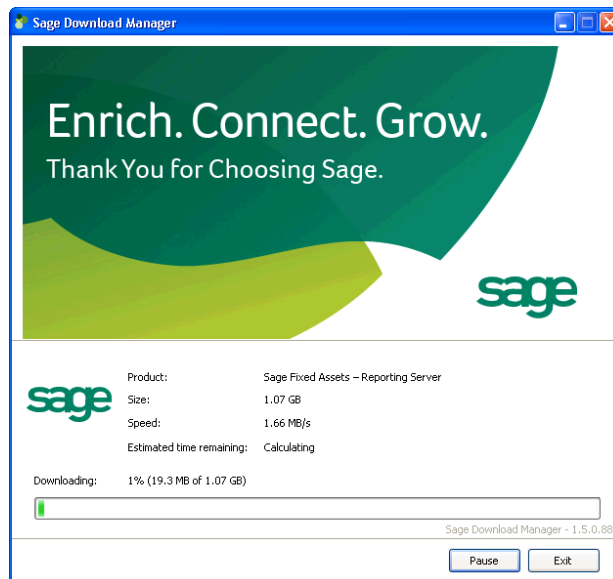 Sage Download Manager
Enrich. Connect. Grow.
Thank You for Choosing Sage.
sage
sage
Product: Sage Fixed Assets – Reporting Server
Size: 1.07 GB
Speed: 1.66 MB/s
Estimated time remaining: Calculating
Downloading: 1% (19.3 MB of 1.07 GB)
Sage Download Manager - 1.5.0.88
Pause Exit